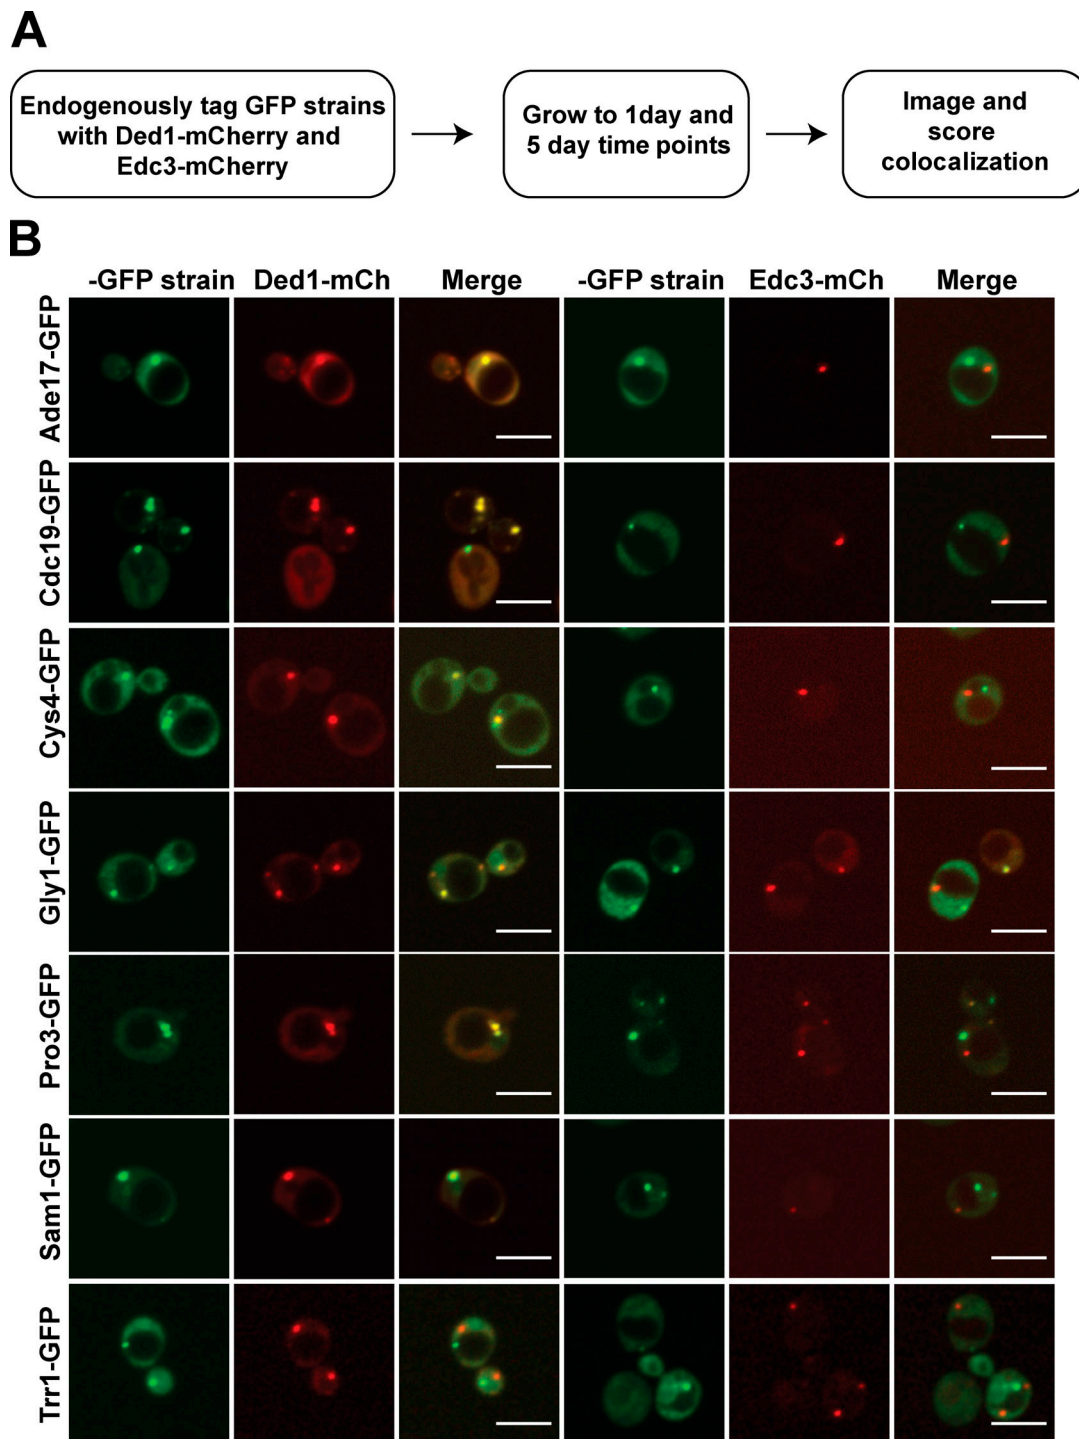 A
Endogenously tag GFP strains
with Ded1-mCherry and
Edc3-mCherry
Grow to 1day and
5 day time points
Image and
score
colocalization
B
-GFP strain Ded1-mCh Merge -GFP strain Edc3-mCh Merge
Ade17-GFP
Cdc19-GFP
Cys4-GFP
Gly1-GFP
Pro3-GFP
Sam1-GFP
Trr1-GFP